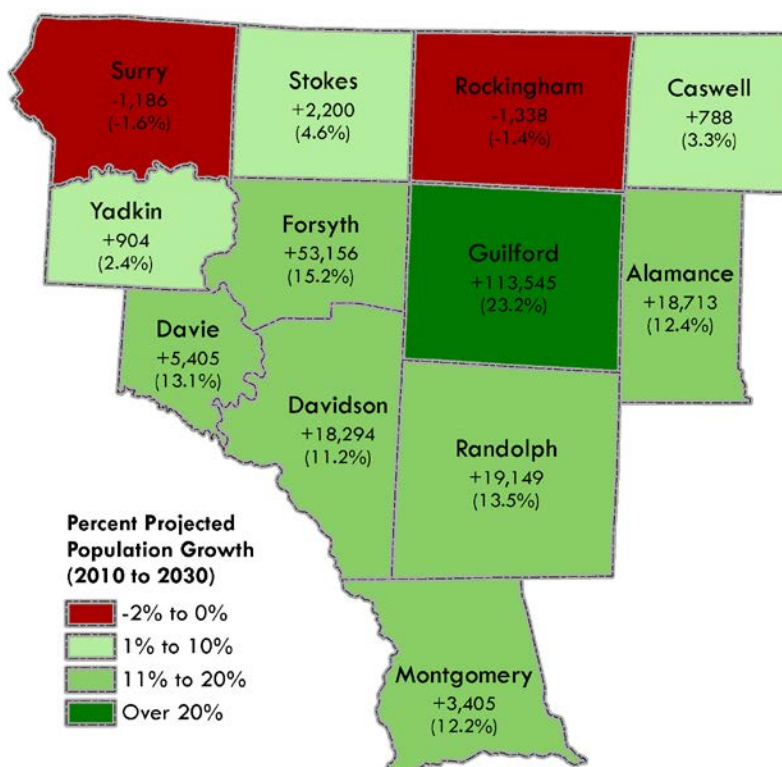 Surry
-1,186
(-1.6%)
Stokes
+2,200
(4.6%)
Rockingham
-1,338
(-1.4%)
Caswell
+788
(3.3%)
Yadkin
+904
(2.4%)
Forsyth
+53,156
(15.2%)
Guilford
+113,545
(23.2%)
Alamance
+18,713
(12.4%)
Davie
+5,405
(13.1%)
Davidson
+18,294
(11.2%)
Randolph
+19,149
(13.5%)
Montgomery
+3,405
(12.2%)
Percent Projected
Population Growth
(2010 to 2030)
-2% to 0%
1% to 10%
11% to 20%
Over 20%